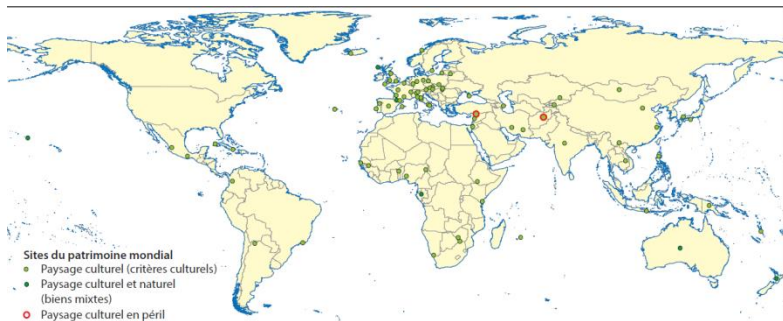 Sites du patrimoine mondial
Paysage culturel (critères culturels)
Paysage culturel et naturel
(biens mixtes)
Paysage culturel en péril